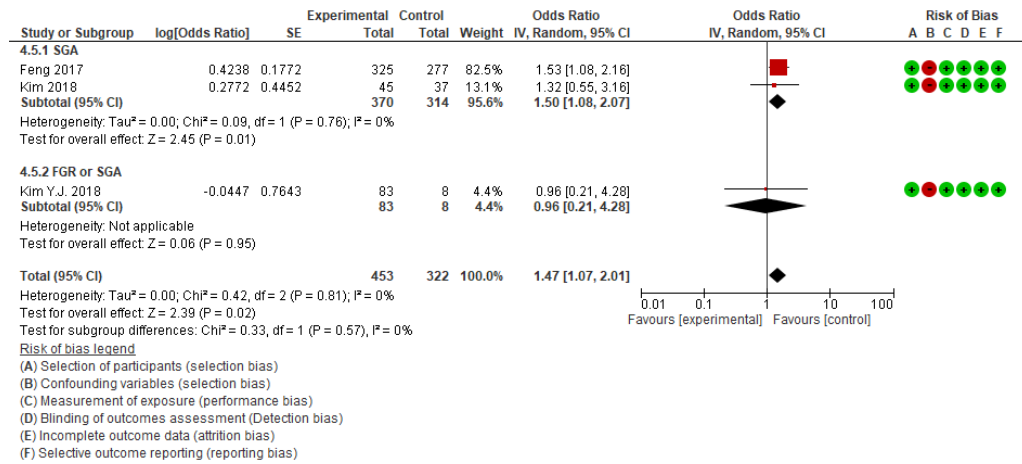 Experimental Control Odds Ratio Odds Ratio Risk of Bias
Study or Subgroup log[Odds Ratio] SE Total Total Weight IV, Random, 95% CI IV, Random, 95% CI A B C D E F
4.5.1 SGA
Feng 2017 0.4238 0.1772 325 277 82.5% 1.53 [1.08, 2.16] + - + + + +
Kim 2018 0.2772 0.4452 45 37 13.1% 1.32 [0.55, 3.16] + - + + + +
Subtotal (95% CI) 370 314 95.6% 1.50 [1.08, 2.07]
Heterogeneity: Tau² = 0.00; Chi² = 0.09, df = 1 (P = 0.76); I² = 0%
Test for overall effect: Z = 2.45 (P = 0.01)
4.5.2 FGR or SGA
Kim Y.J. 2018 -0.0447 0.7643 83 8 4.4% 0.96 [0.21, 4.28] + - + + + +
Subtotal (95% CI) 83 8 4.4% 0.96 [0.21, 4.28]
Heterogeneity: Not applicable
Test for overall effect: Z = 0.06 (P = 0.95)
Total (95% CI) 453 322 100.0% 1.47 [1.07, 2.01]
Heterogeneity: Tau² = 0.00; Chi² = 0.42, df = 2 (P = 0.81); I² = 0%
Test for overall effect: Z = 2.39 (P = 0.02)
Test for subgroup differences: Chi² = 0.33, df = 1 (P = 0.57), I² = 0%
0.01 0.1 1 10 100
Favours [experimental] Favours [control]
Risk of bias legend
(A) Selection of participants (selection bias)
(B) Confounding variables (selection bias)
(C) Measurement of exposure (performance bias)
(D) Blinding of outcomes assessment (Detection bias)
(E) Incomplete outcome data (attrition bias)
(F) Selective outcome reporting (reporting bias)